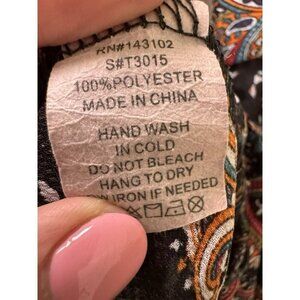 RN#143102
S#T3015
100%POLYESTER
MADE IN CHINA
HAND WASH
IN COLD
DO NOT BLEACH
HANG TO DRY
IRON IF NEEDED